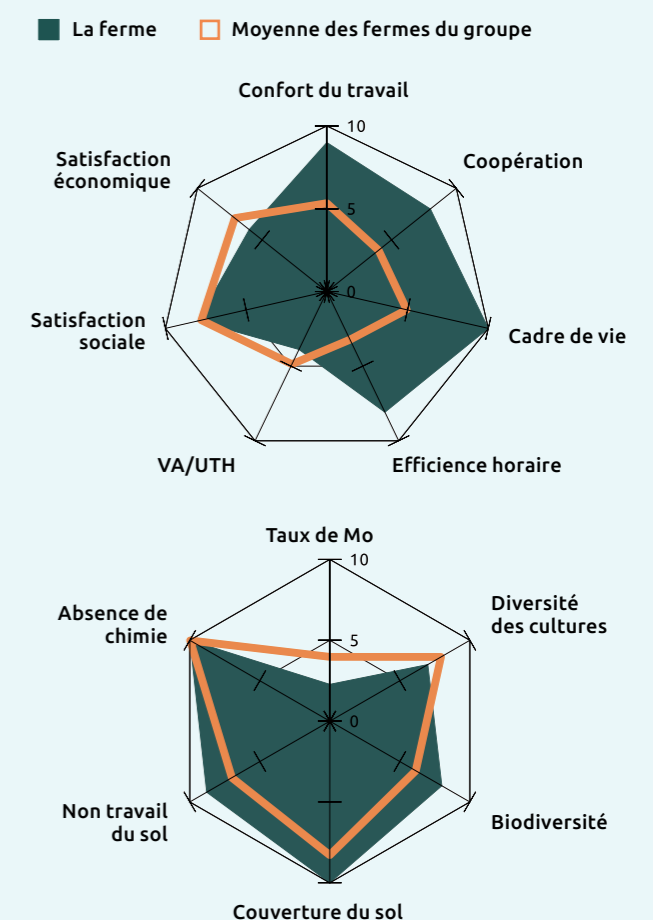 La ferme
Moyenne des fermes du groupe
Confort du travail
10
Satisfaction
économique
Coopération
5
0
Satisfaction
sociale
Cadre de vie
VA/UTH
Efficience horaire
Taux de Mo
10
Absence de
chimie
Diversité
des cultures
5
0
Non travail
du sol
Biodiversité
Couverture du sol